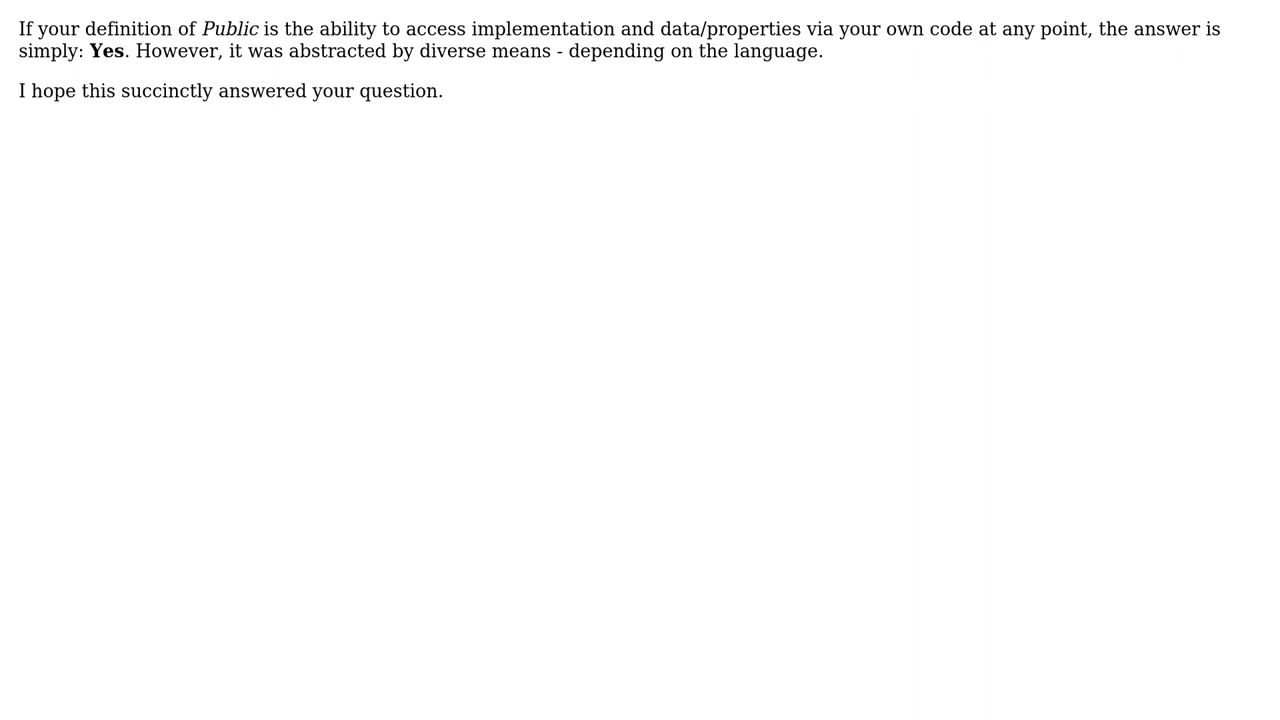 If your definition of Public is the ability to access implementation and data/properties via your own code at any point, the answer is
simply: Yes. However, it was abstracted by diverse means - depending on the language.
I hope this succinctly answered your question.